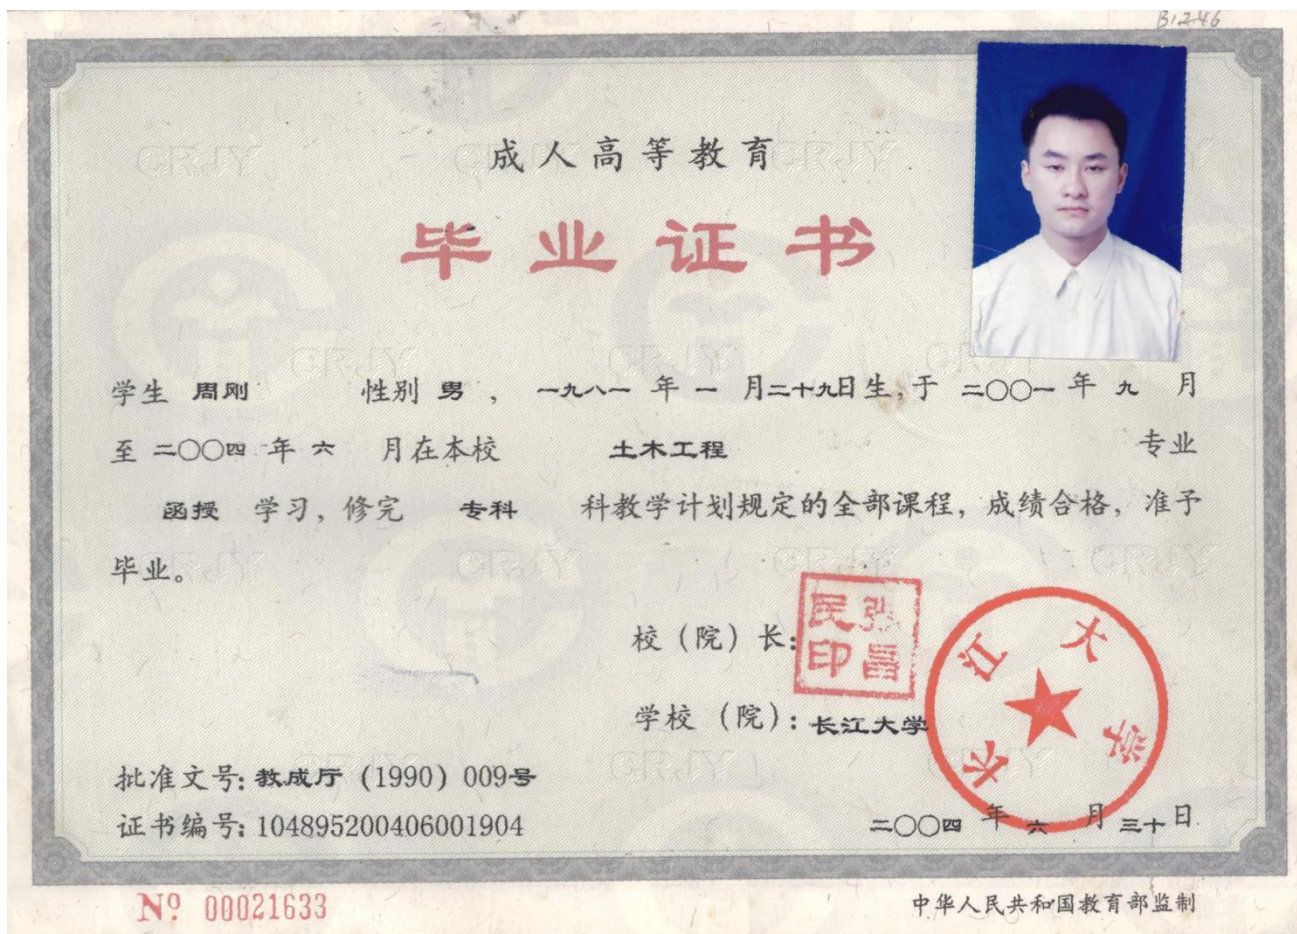 B1246
成人高等教育
毕业证书
学生 周刚 性别 男 ， 一九八一 年 一 月二十九日生,于 二〇〇一 年 九 月
至 二〇〇四 年 六 月在本校 土木工程 专业
函授 学习，修完 专科 科教学计划规定的全部课程，成绩合格，准予
毕业。
校（院）长：
张昌民印
学校（院）：长江大学
长江大学
批准文号：教成厅（1990）009号
证书编号：104895200406001904
二〇〇四 年 六 月 三十日
№ 00021633
中华人民共和国教育部监制
CRJY